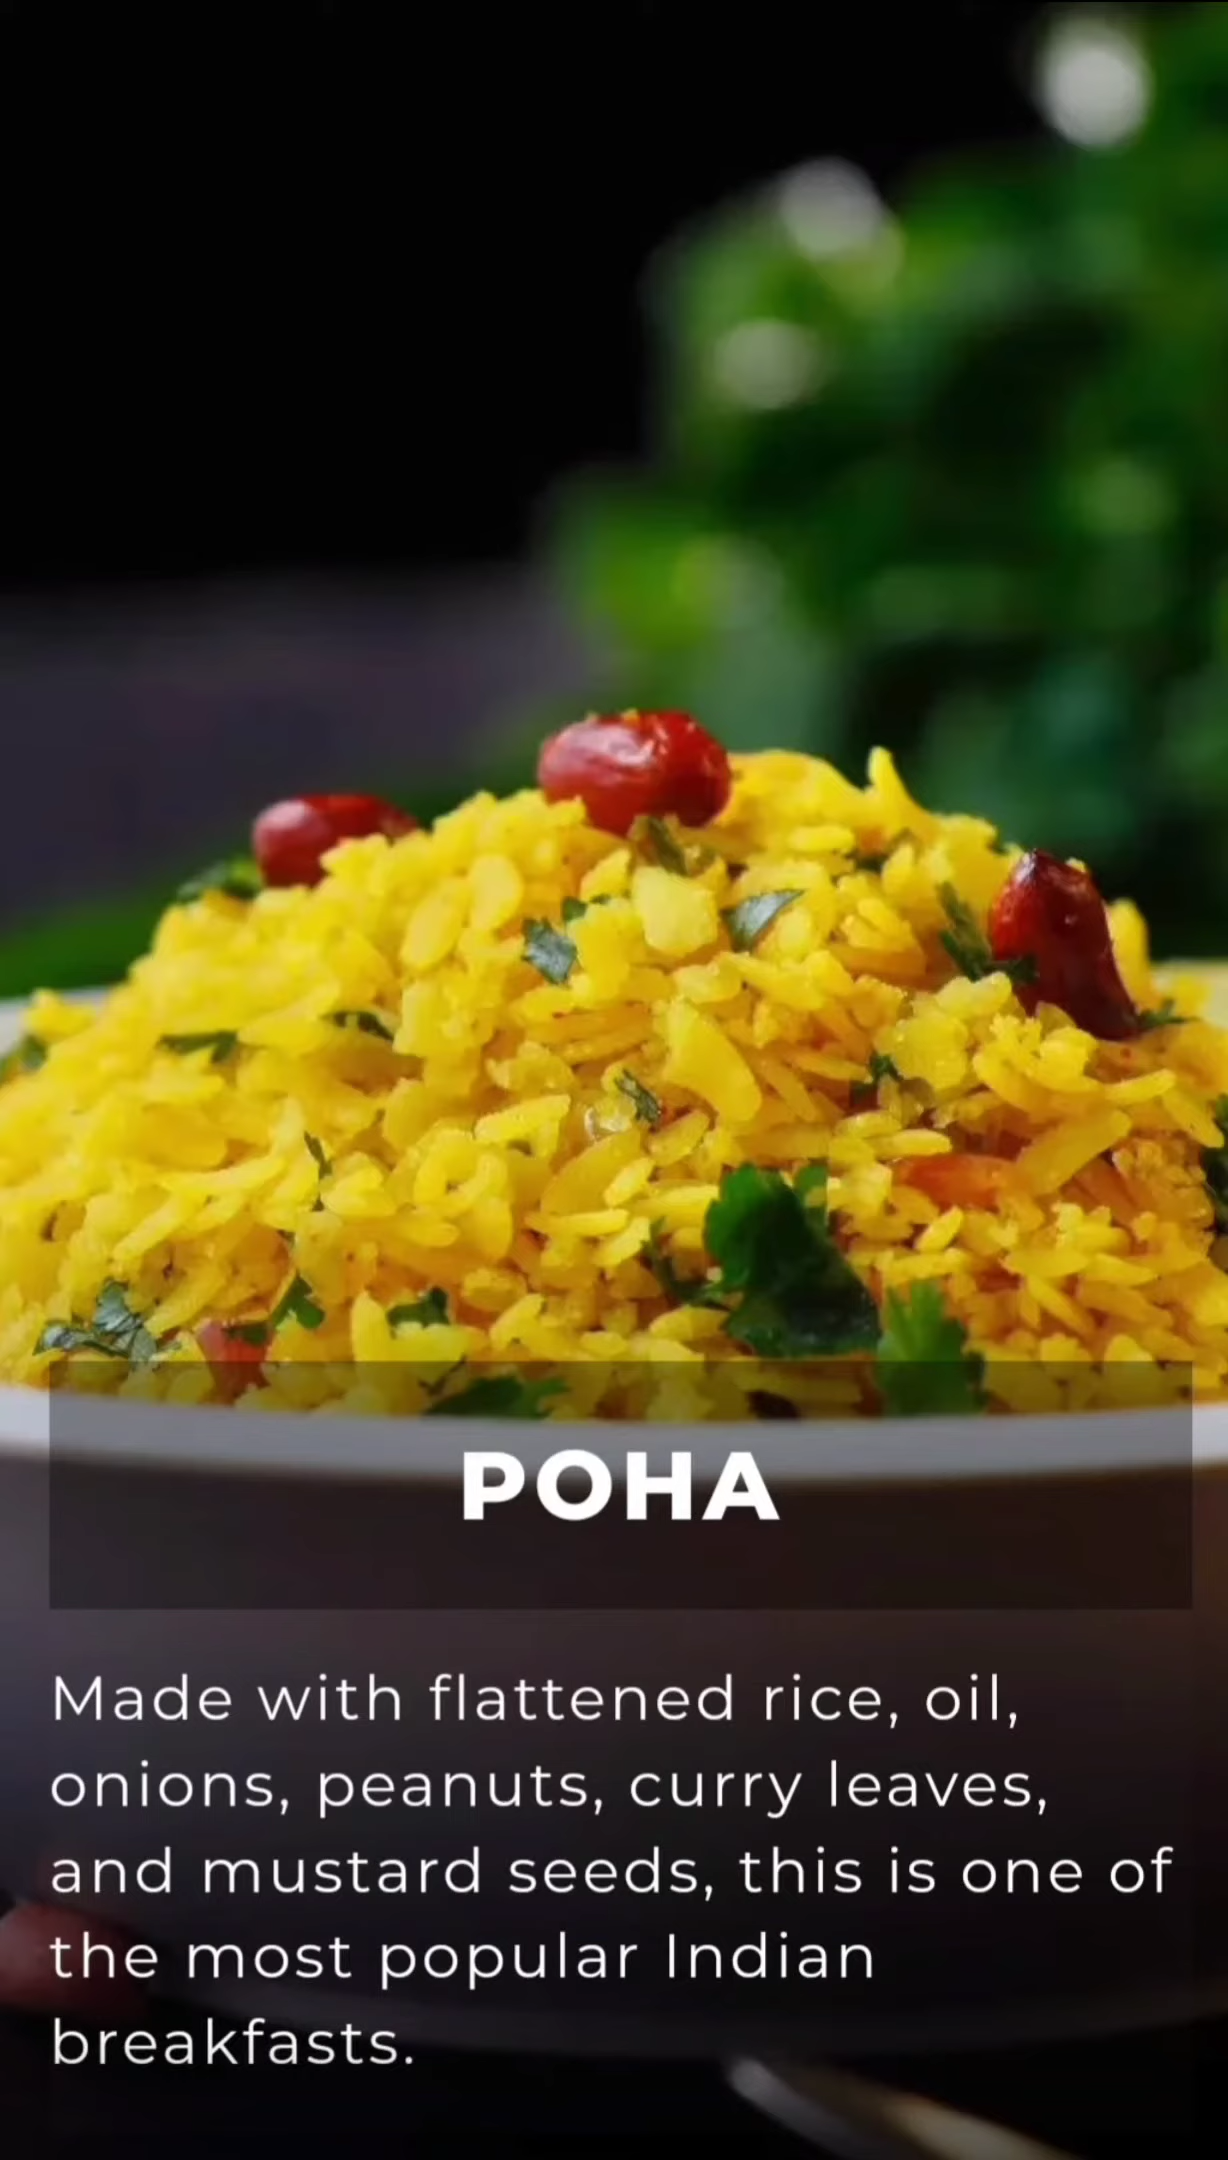 POHA
Made with flattened rice, oil,
onions, peanuts, curry leaves,
and mustard seeds, this is one of
the most popular Indian
breakfasts.